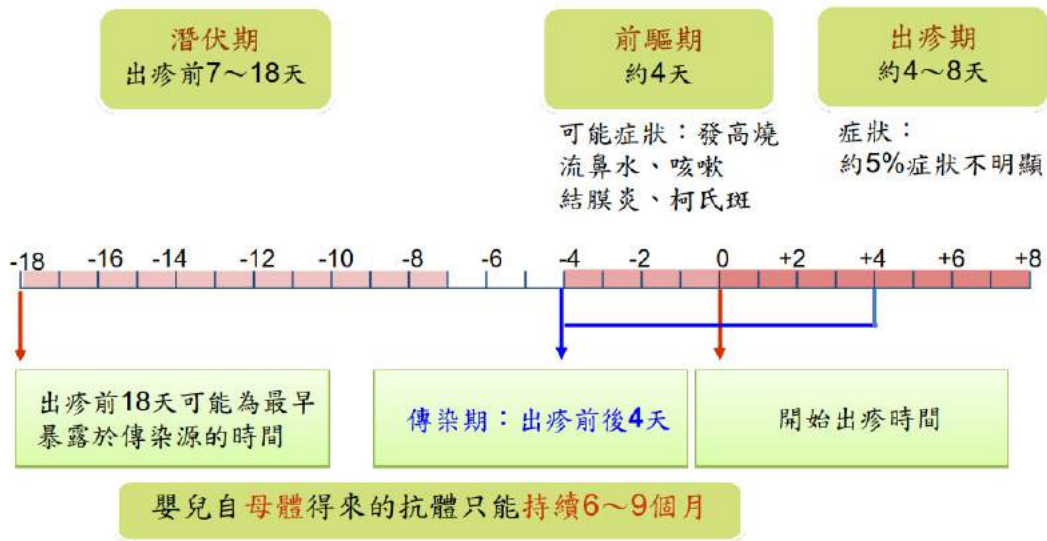 潛伏期
出疹前7～18天
前驅期
約4天
出疹期
約4～8天
可能症狀：發高燒
流鼻水、咳嗽
結膜炎、柯氏斑
症狀：
約5%症狀不明顯
-18 -16 -14 -12 -10 -8 -6 -4 -2 0 +2 +4 +6 +8
出疹前18天可能為最早
暴露於傳染源的時間
傳染期：出疹前後4天
開始出疹時間
嬰兒自母體得來的抗體只能持續6～9個月